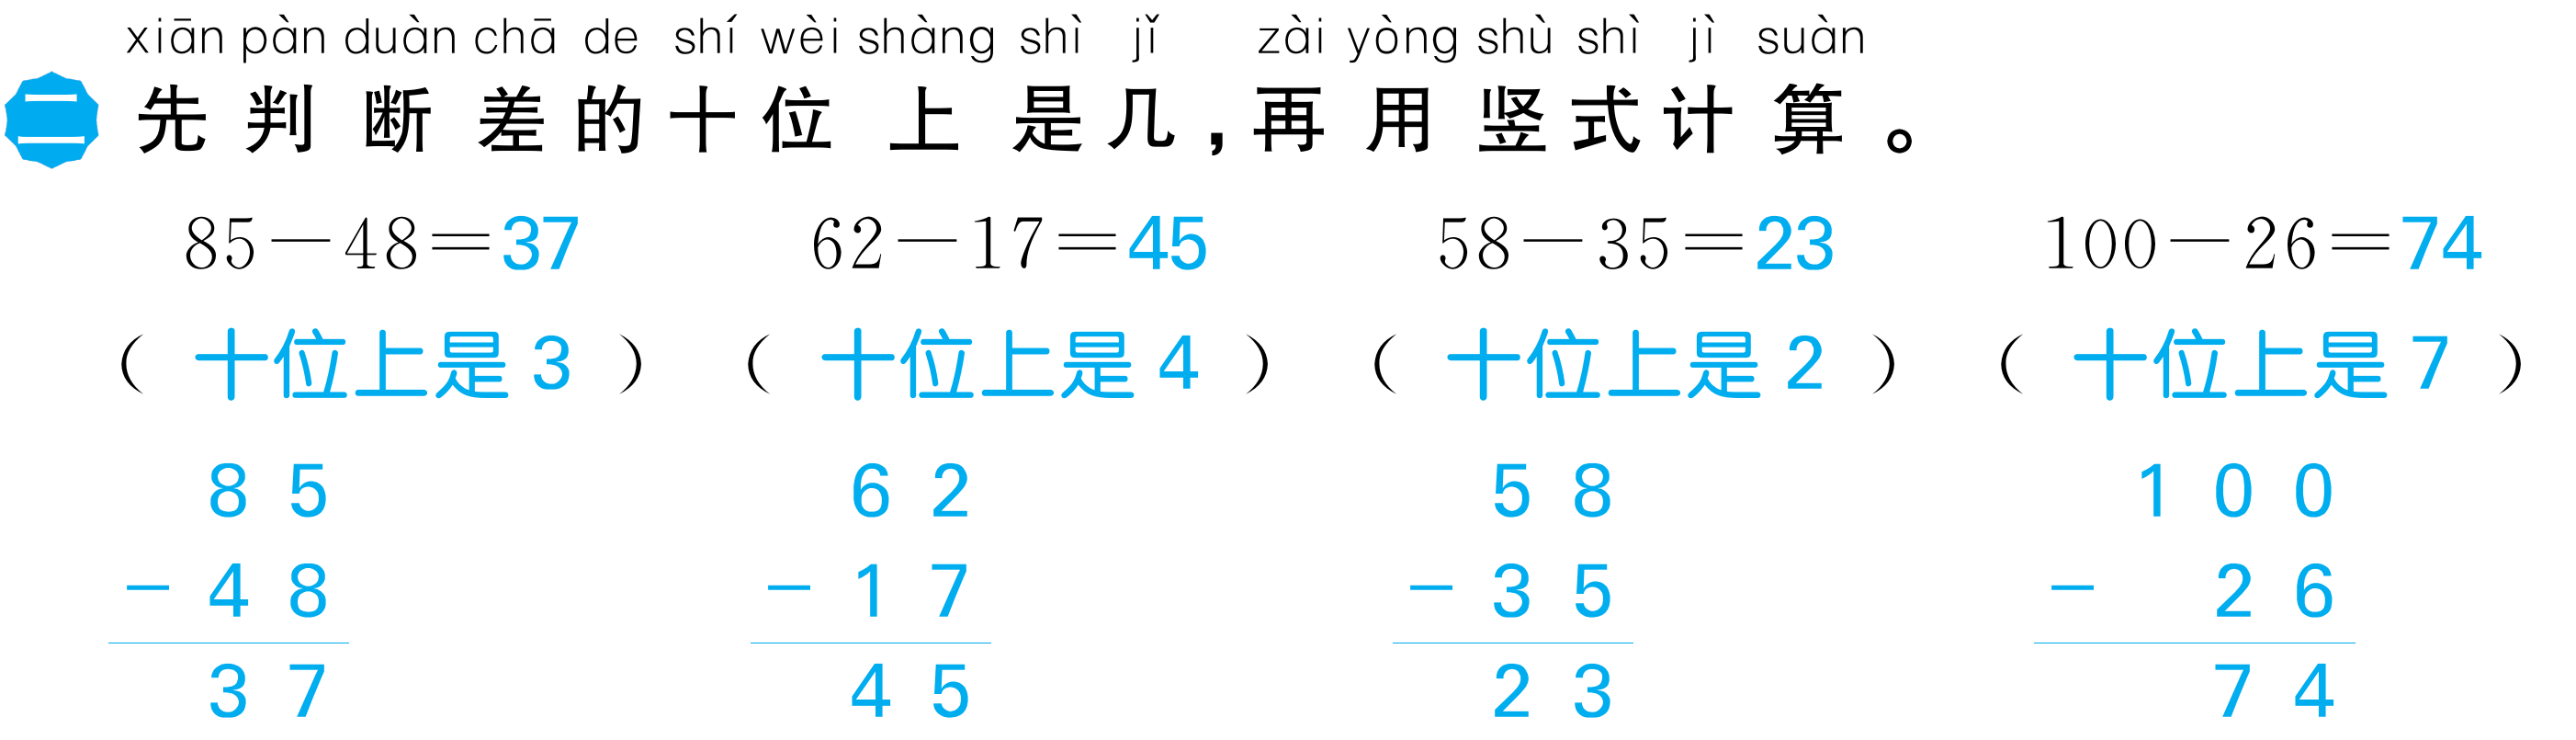 xiān pàn duàn chā de shí wèi shàng shì jǐ zài yòng shù shì jì suàn
二 先判断差的十位上是几,再用竖式计算。
85－48＝37 62－17＝45 58－35＝23 100－26＝74
( 十位上是 3 ) ( 十位上是 4 ) ( 十位上是 2 ) ( 十位上是 7 )
8 5 6 2 5 8 1 0 0
－ 4 8 － 1 7 － 3 5 － 2 6
3 7 4 5 2 3 7 4